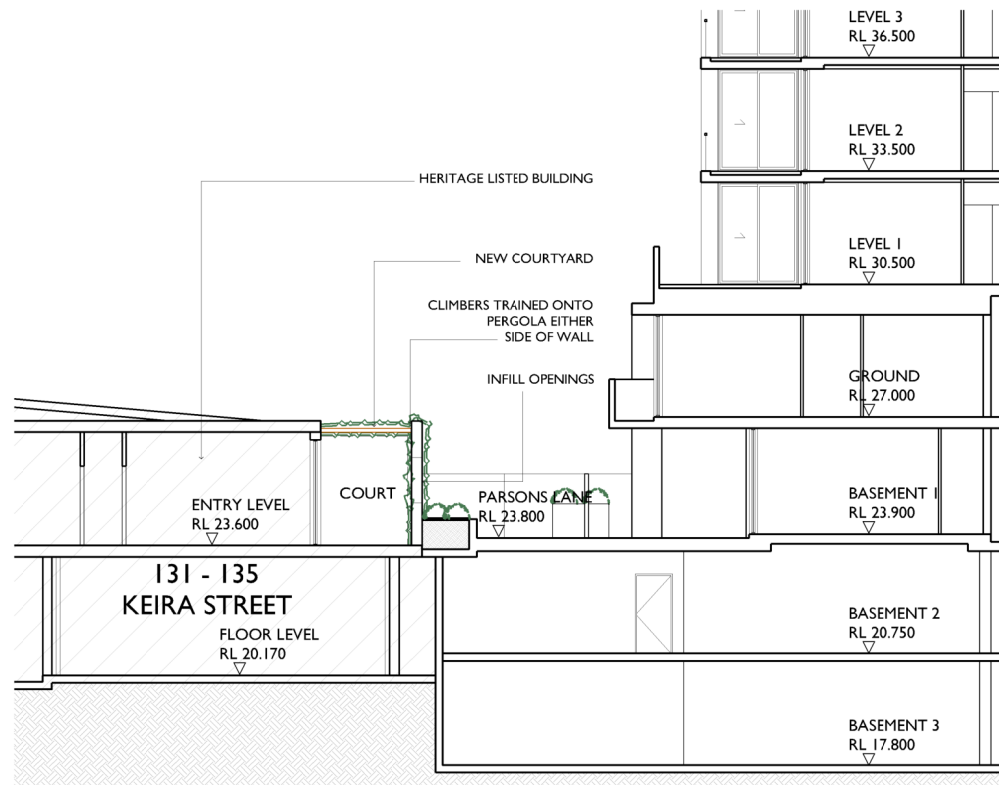 LEVEL 3
RL 36.500
LEVEL 2
RL 33.500
HERITAGE LISTED BUILDING
LEVEL 1
RL 30.500
NEW COURTYARD
CLIMBERS TRAINED ONTO
PERGOLA EITHER
SIDE OF WALL
INFILL OPENINGS
GROUND
RL 27.000
COURT
ENTRY LEVEL
RL 23.600
PARSONS LANE
RL 23.800
BASEMENT 1
RL 23.900
131 - 135
KEIRA STREET
FLOOR LEVEL
RL 20.170
BASEMENT 2
RL 20.750
BASEMENT 3
RL 17.800